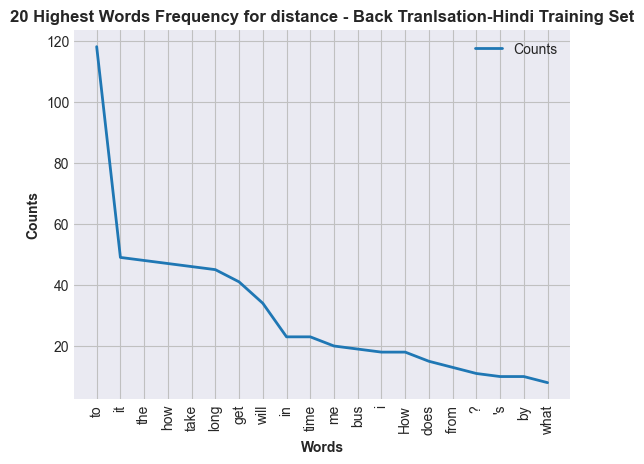 20 Highest Words Frequency for distance - Back Tranlsation-Hindi Training Set
Counts
120
100
80
60
40
20
Counts
to
it
the
how
take
long
get
will
in
time
me
bus
i
How
does
from
?
's
by
what
Words